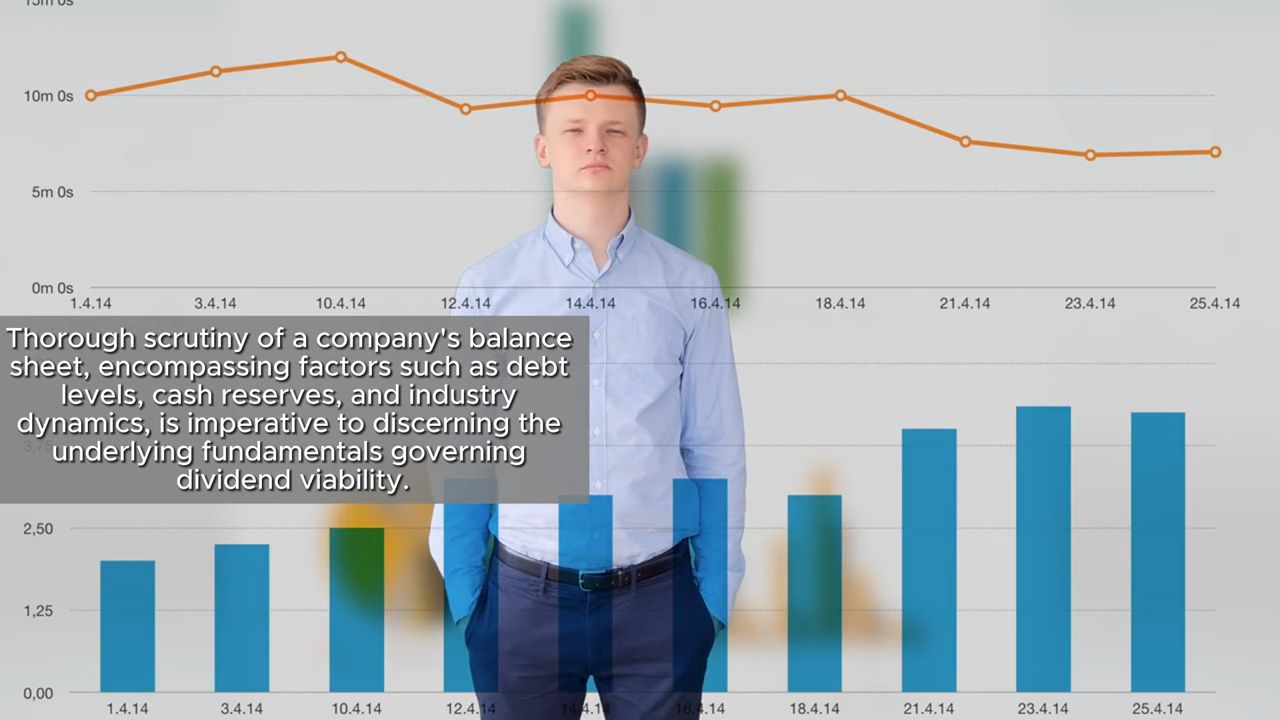 15m 0s
10m 0s
5m 0s
0m 0s
1.4.14 3.4.14 10.4.14 12.4.14 14.4.14 16.4.14 18.4.14 21.4.14 23.4.14 25.4.14
Thorough scrutiny of a company's balance
sheet, encompassing factors such as debt
levels, cash reserves, and industry
dynamics, is imperative to discerning the
underlying fundamentals governing
dividend viability.
2,50
1,25
0,00
1.4.14 3.4.14 10.4.14 12.4.14 14.4.14 16.4.14 18.4.14 21.4.14 23.4.14 25.4.14